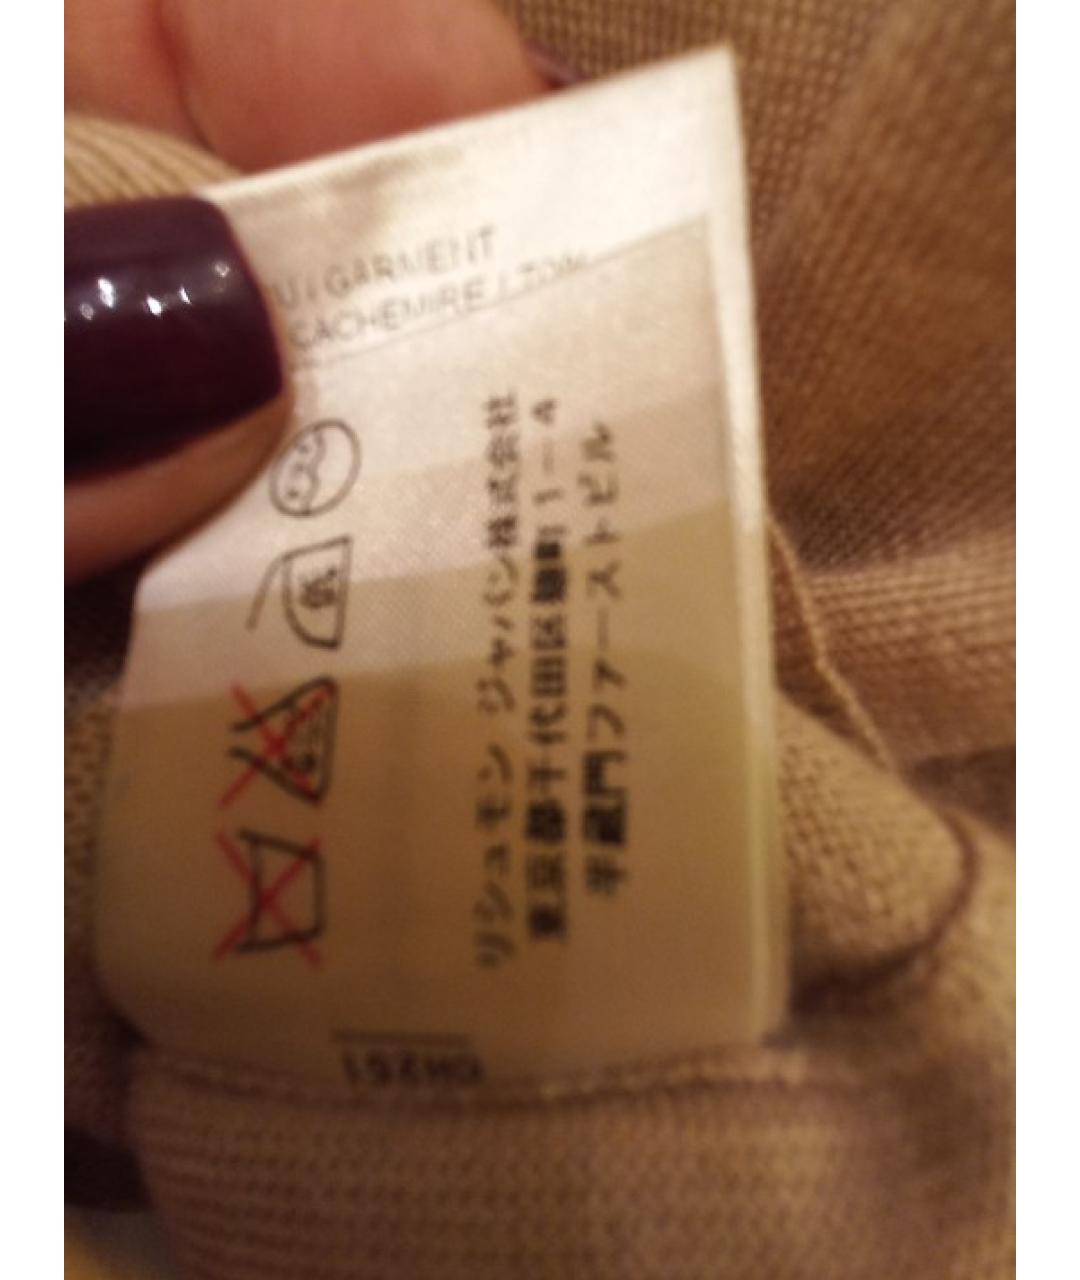 GARMENT
CACHEMIRE /
リシュモン ジャパン株式会社
東京都千代田区麹町1-4
半蔵門ファーストビル
低